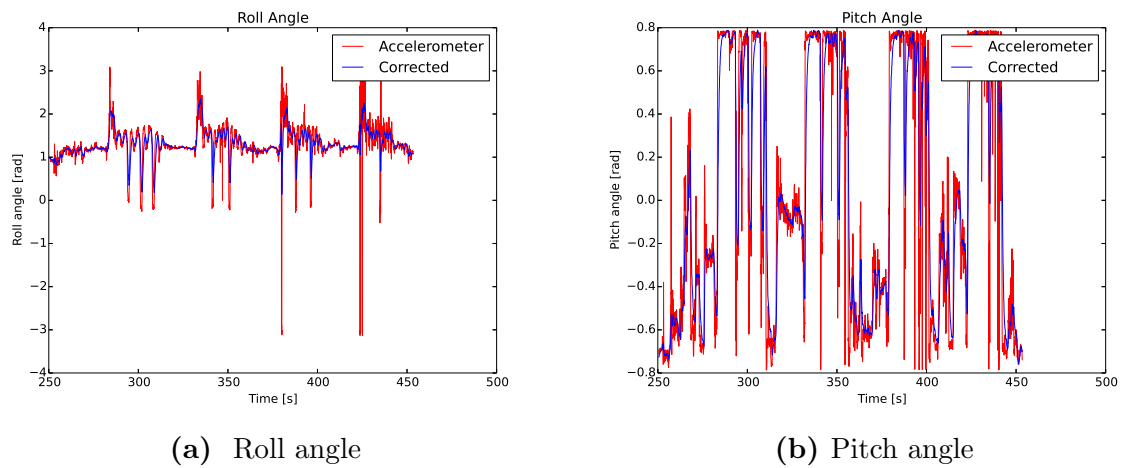 Roll Angle
4
3
2
1
0
−1
−2
−3
−4
250
300
350
400
450
500
Roll angle [rad]
Time [s]
Accelerometer
Corrected
(a) Roll angle
Pitch Angle
0.8
0.6
0.4
0.2
0.0
−0.2
−0.4
−0.6
−0.8
250
300
350
400
450
500
Pitch angle [rad]
Time [s]
Accelerometer
Corrected
(b) Pitch angle